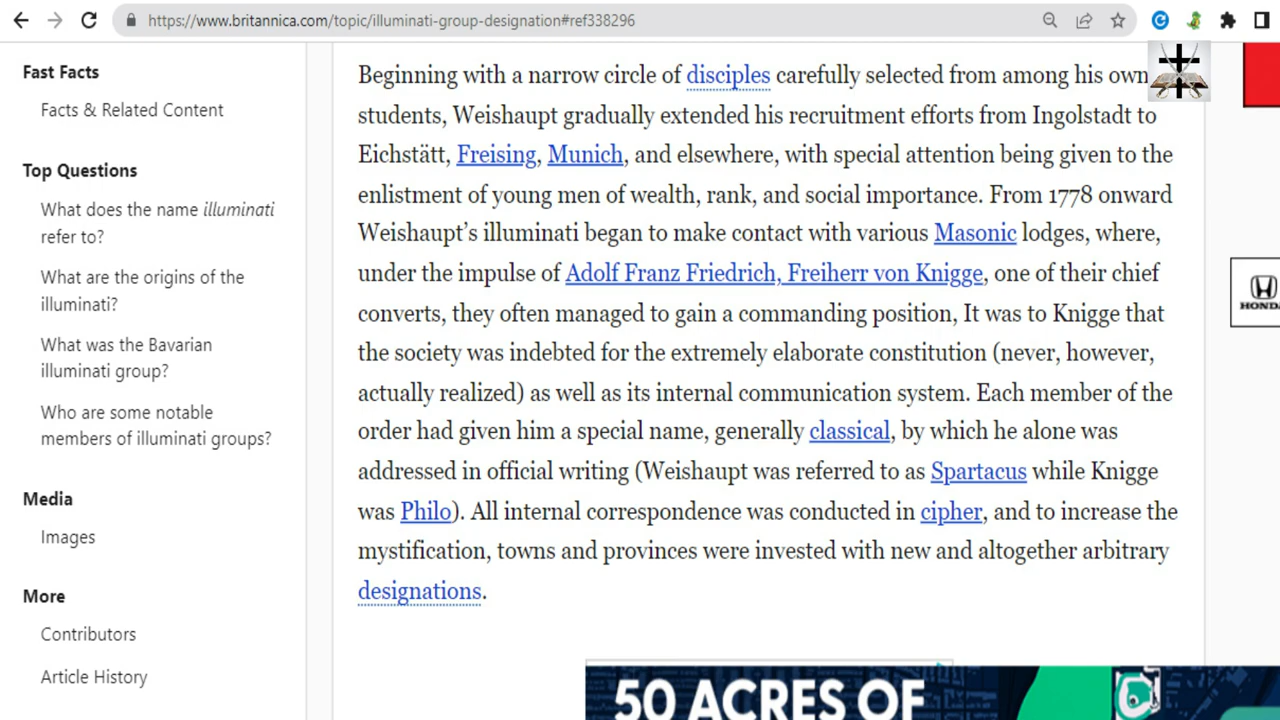 https://www.britannica.com/topic/illuminati-group-designation#ref338296
Fast Facts
Facts & Related Content
Top Questions
What does the name illuminati
refer to?
What are the origins of the
illuminati?
What was the Bavarian
illuminati group?
Who are some notable
members of illuminati groups?
Media
Images
More
Contributors
Article History
Beginning with a narrow circle of disciples carefully selected from among his own
students, Weishaupt gradually extended his recruitment efforts from Ingolstadt to
Eichstätt, Freising, Munich, and elsewhere, with special attention being given to the
enlistment of young men of wealth, rank, and social importance. From 1778 onward
Weishaupt’s illuminati began to make contact with various Masonic lodges, where,
under the impulse of Adolf Franz Friedrich, Freiherr von Knigge, one of their chief
converts, they often managed to gain a commanding position, It was to Knigge that
the society was indebted for the extremely elaborate constitution (never, however,
actually realized) as well as its internal communication system. Each member of the
order had given him a special name, generally classical, by which he alone was
addressed in official writing (Weishaupt was referred to as Spartacus while Knigge
was Philo). All internal correspondence was conducted in cipher, and to increase the
mystification, towns and provinces were invested with new and altogether arbitrary
designations.
HONDA
50 ACRES OF